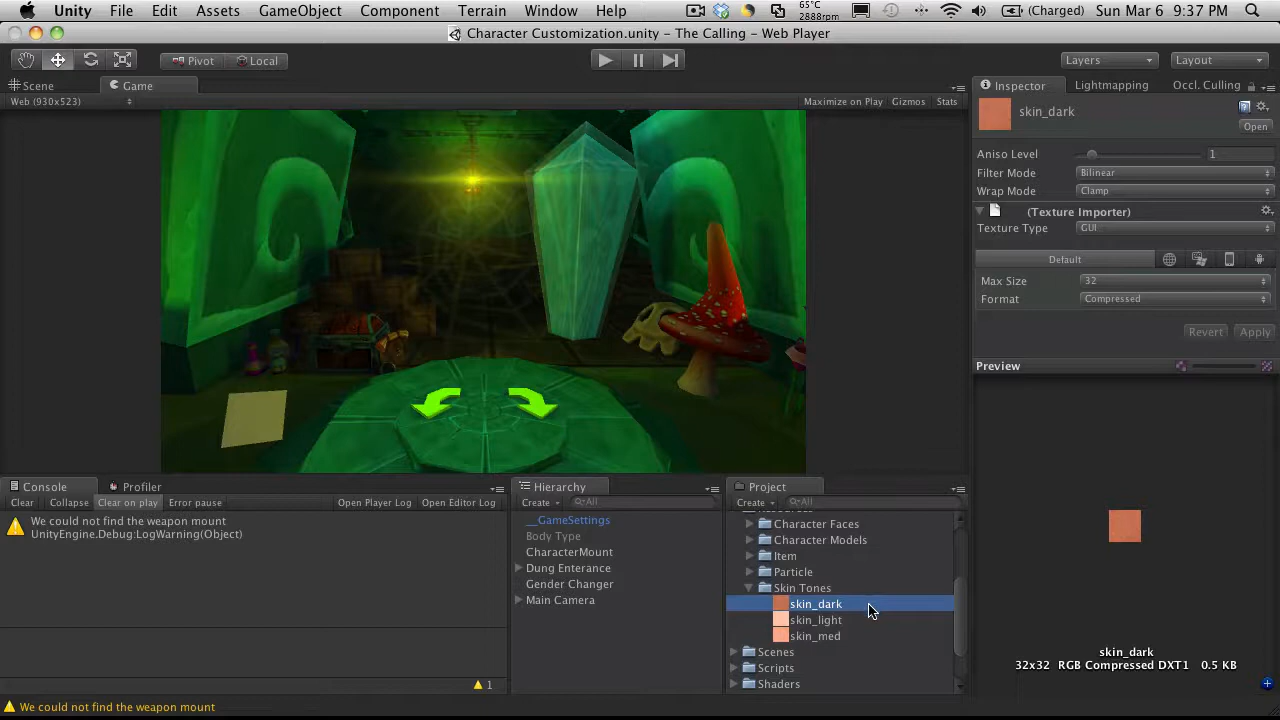 Unity File Edit Assets GameObject Component Terrain Window Help 65°C 2888rpm (Charged) Sun Mar 6 9:37 PM
Character Customization.unity – The Calling – Web Player
Pivot Local Layers Layout
Scene Game Inspector Lightmapping Occl. Culling
Web (930x523) Maximize on Play Gizmos Stats
skin_dark
Open
Aniso Level 1
Filter Mode Bilinear
Wrap Mode Clamp
(Texture Importer)
Texture Type GUI
Default
Max Size 32
Format Compressed
Revert Apply
Preview
skin_dark
32x32 RGB Compressed DXT1 0.5 KB
Console Profiler
Clear Collapse Clear on play Error pause Open Player Log Open Editor Log
We could not find the weapon mount
UnityEngine.Debug:LogWarning(Object)
1
Hierarchy
Create All
__GameSettings
Body Type
CharacterMount
Dung Enterance
Gender Changer
Main Camera
Project
Create All
Character Faces
Character Models
Item
Particle
Skin Tones
skin_dark
skin_light
skin_med
Scenes
Scripts
Shaders
We could not find the weapon mount